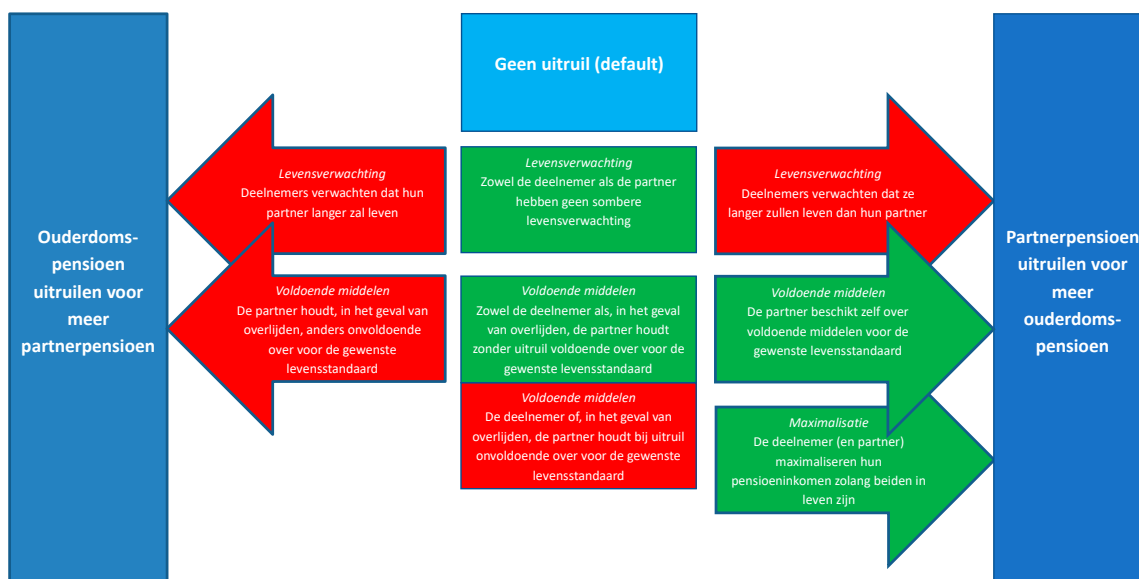 Geen uitruil (default)
Ouderdoms-
pensioen
uitruilen voor
meer
partnerpensioen
Levensverwachting
Deelnemers verwachten dat hun
partner langer zal leven
Levensverwachting
Zowel de deelnemer als de partner
hebben geen sombere
levensverwachting
Levensverwachting
Deelnemers verwachten dat ze
langer zullen leven dan hun partner
Voldoende middelen
De partner houdt, in het geval van
overlijden, anders onvoldoende
over voor de gewenste
levensstandaard
Voldoende middelen
Zowel de deelnemer als, in het geval
van overlijden, de partner houdt
zonder uitruil voldoende over voor de
gewenste levensstandaard
Voldoende middelen
De partner beschikt zelf over
voldoende middelen voor de
gewenste levensstandaard
Voldoende middelen
De deelnemer of, in het geval van
overlijden, de partner houdt bij uitruil
onvoldoende over voor de gewenste
levensstandaard
Maximalisatie
De deelnemer (en partner)
maximaliseren hun
pensioeninkomen zolang beiden in
leven zijn
Partnerpensioen
uitruilen voor
meer
ouderdoms-
pensioen